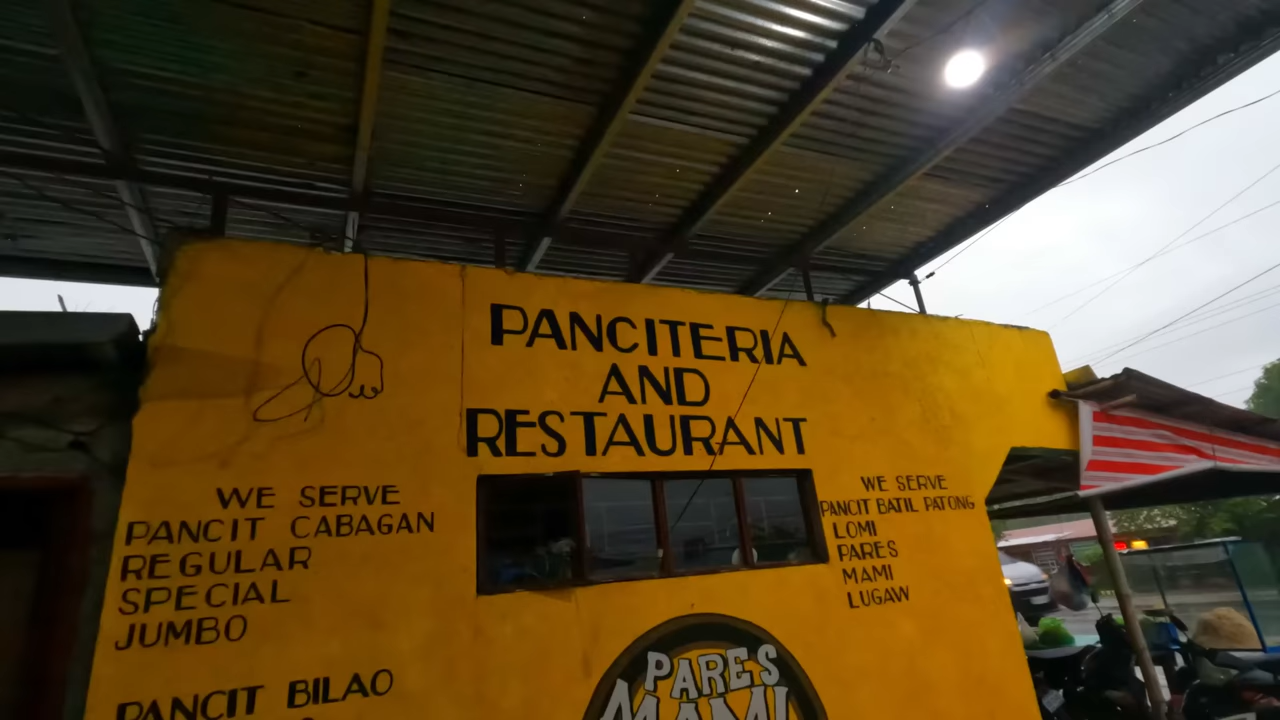 PANCITERIA
AND
RESTAURANT
WE SERVE
PANCIT CABAGAN
REGULAR
SPECIAL
JUMBO
PANCIT BILAO
WE SERVE
PANCIT BATIL PATONG
LOMI
PARES
MAMI
LUGAW
PARES
MAMI